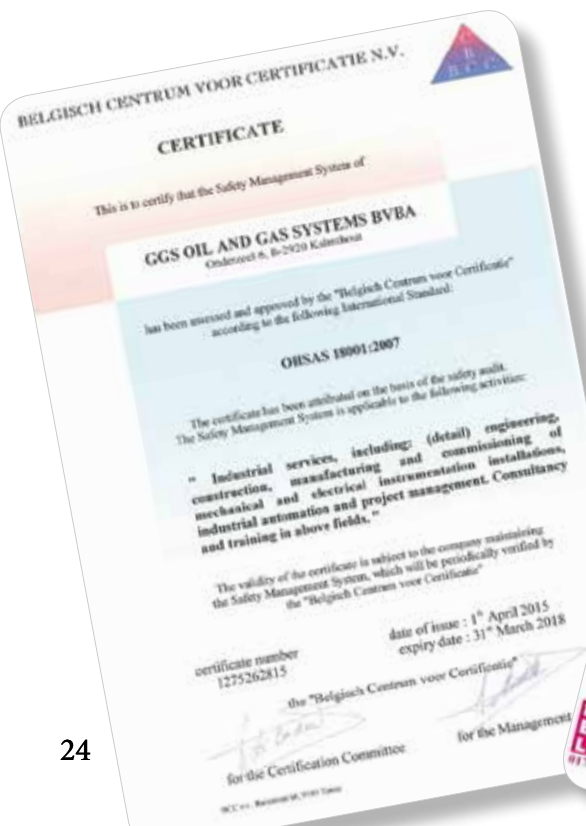 BELGISCH CENTRUM VOOR CERTIFICATIE N.V.
B.C.C.
CERTIFICATE
This is to certify that the Safety Management System of
GGS OIL AND GAS SYSTEMS BVBA
6, B-2920 Kalmthout
has been assessed and approved by the "Belgisch Centrum voor Certificatie"
according to the following International Standard:
OHSAS 18001:2007
The certificate has been attributed on the basis of the safety audit.
The Safety Management System is applicable to the following activities:
" Industrial services, including: (detail) engineering,
construction, manufacturing and commissioning of
mechanical and electrical instrumentation installations,
industrial automation and project management. Consultancy
and training in above fields. "
The validity of the certificate is subject to the company maintaining
the Safety Management System, which will be periodically verified by
the "Belgisch Centrum voor Certificatie"
date of issue : 1st April 2015
expiry date : 31st March 2018
certificate number
1275262815
the "Belgisch Centrum voor Certificatie"
for the Certification Committee
for the Management
24